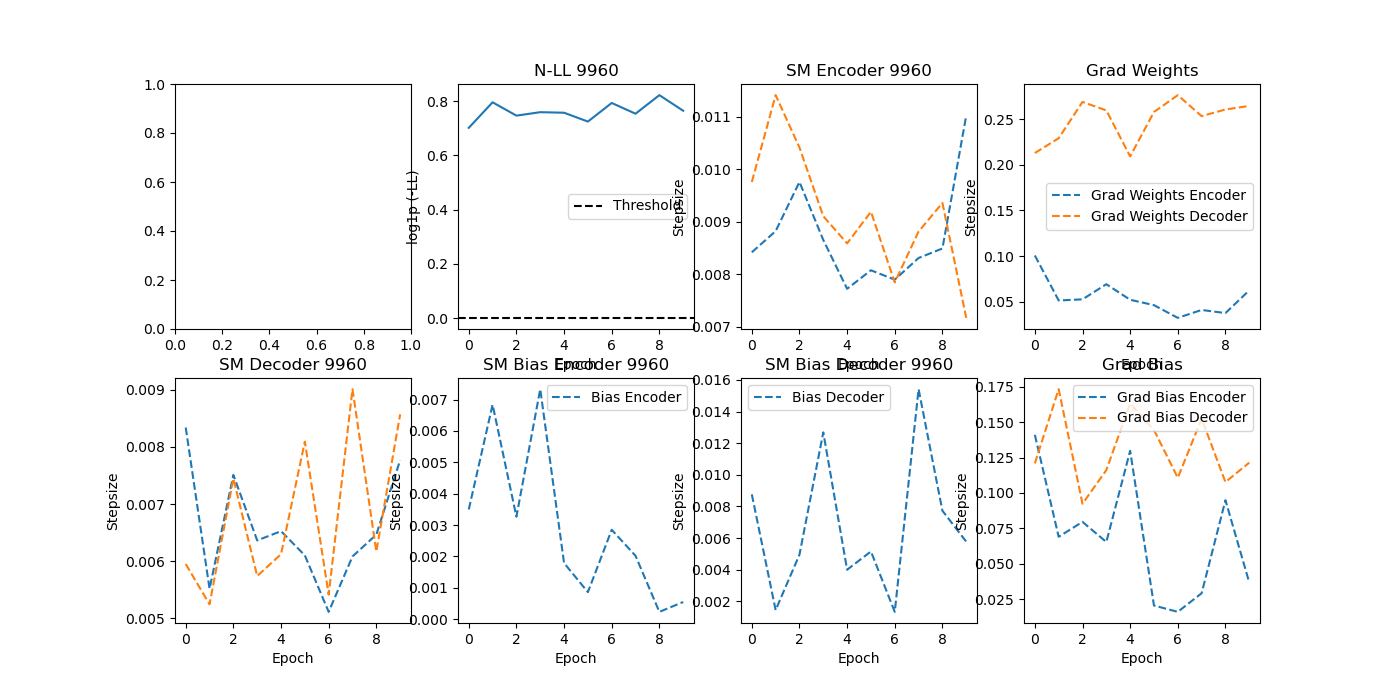 N-LL 9960
SM Encoder 9960
Grad Weights
1.0
0.8
0.6
0.4
0.2
0.0
0.0 0.2 0.4 0.6 0.8 1.0
log1p (-LL)
0.8
0.6
0.4
0.2
0.0
Threshold
0 2 4 6 8
Epoch
Stepsize
0.011
0.010
0.009
0.008
0.007
0 2 4 6 8
Epoch
Stepsize
0.25
0.20
0.15
0.10
0.05
Grad Weights Encoder
Grad Weights Decoder
0 2 4 6 8
Epoch
SM Decoder 9960
SM Bias Encoder 9960
SM Bias Decoder 9960
Grad Bias
Stepsize
0.009
0.008
0.007
0.006
0.005
0 2 4 6 8
Epoch
Stepsize
0.007
0.006
0.005
0.004
0.003
0.002
0.001
0.000
Bias Encoder
0 2 4 6 8
Epoch
Stepsize
0.016
0.014
0.012
0.010
0.008
0.006
0.004
0.002
Bias Decoder
0 2 4 6 8
Epoch
Stepsize
0.175
0.150
0.125
0.100
0.075
0.050
0.025
Grad Bias Encoder
Grad Bias Decoder
0 2 4 6 8
Epoch